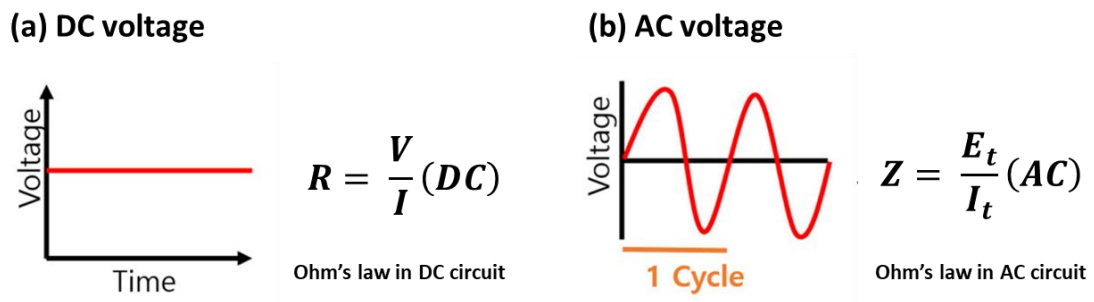 (a) DC voltage
Voltage
Time
R = V/I (DC)
Ohm's law in DC circuit
(b) AC voltage
Voltage
1 Cycle
Z = E_t/I_t (AC)
Ohm's law in AC circuit